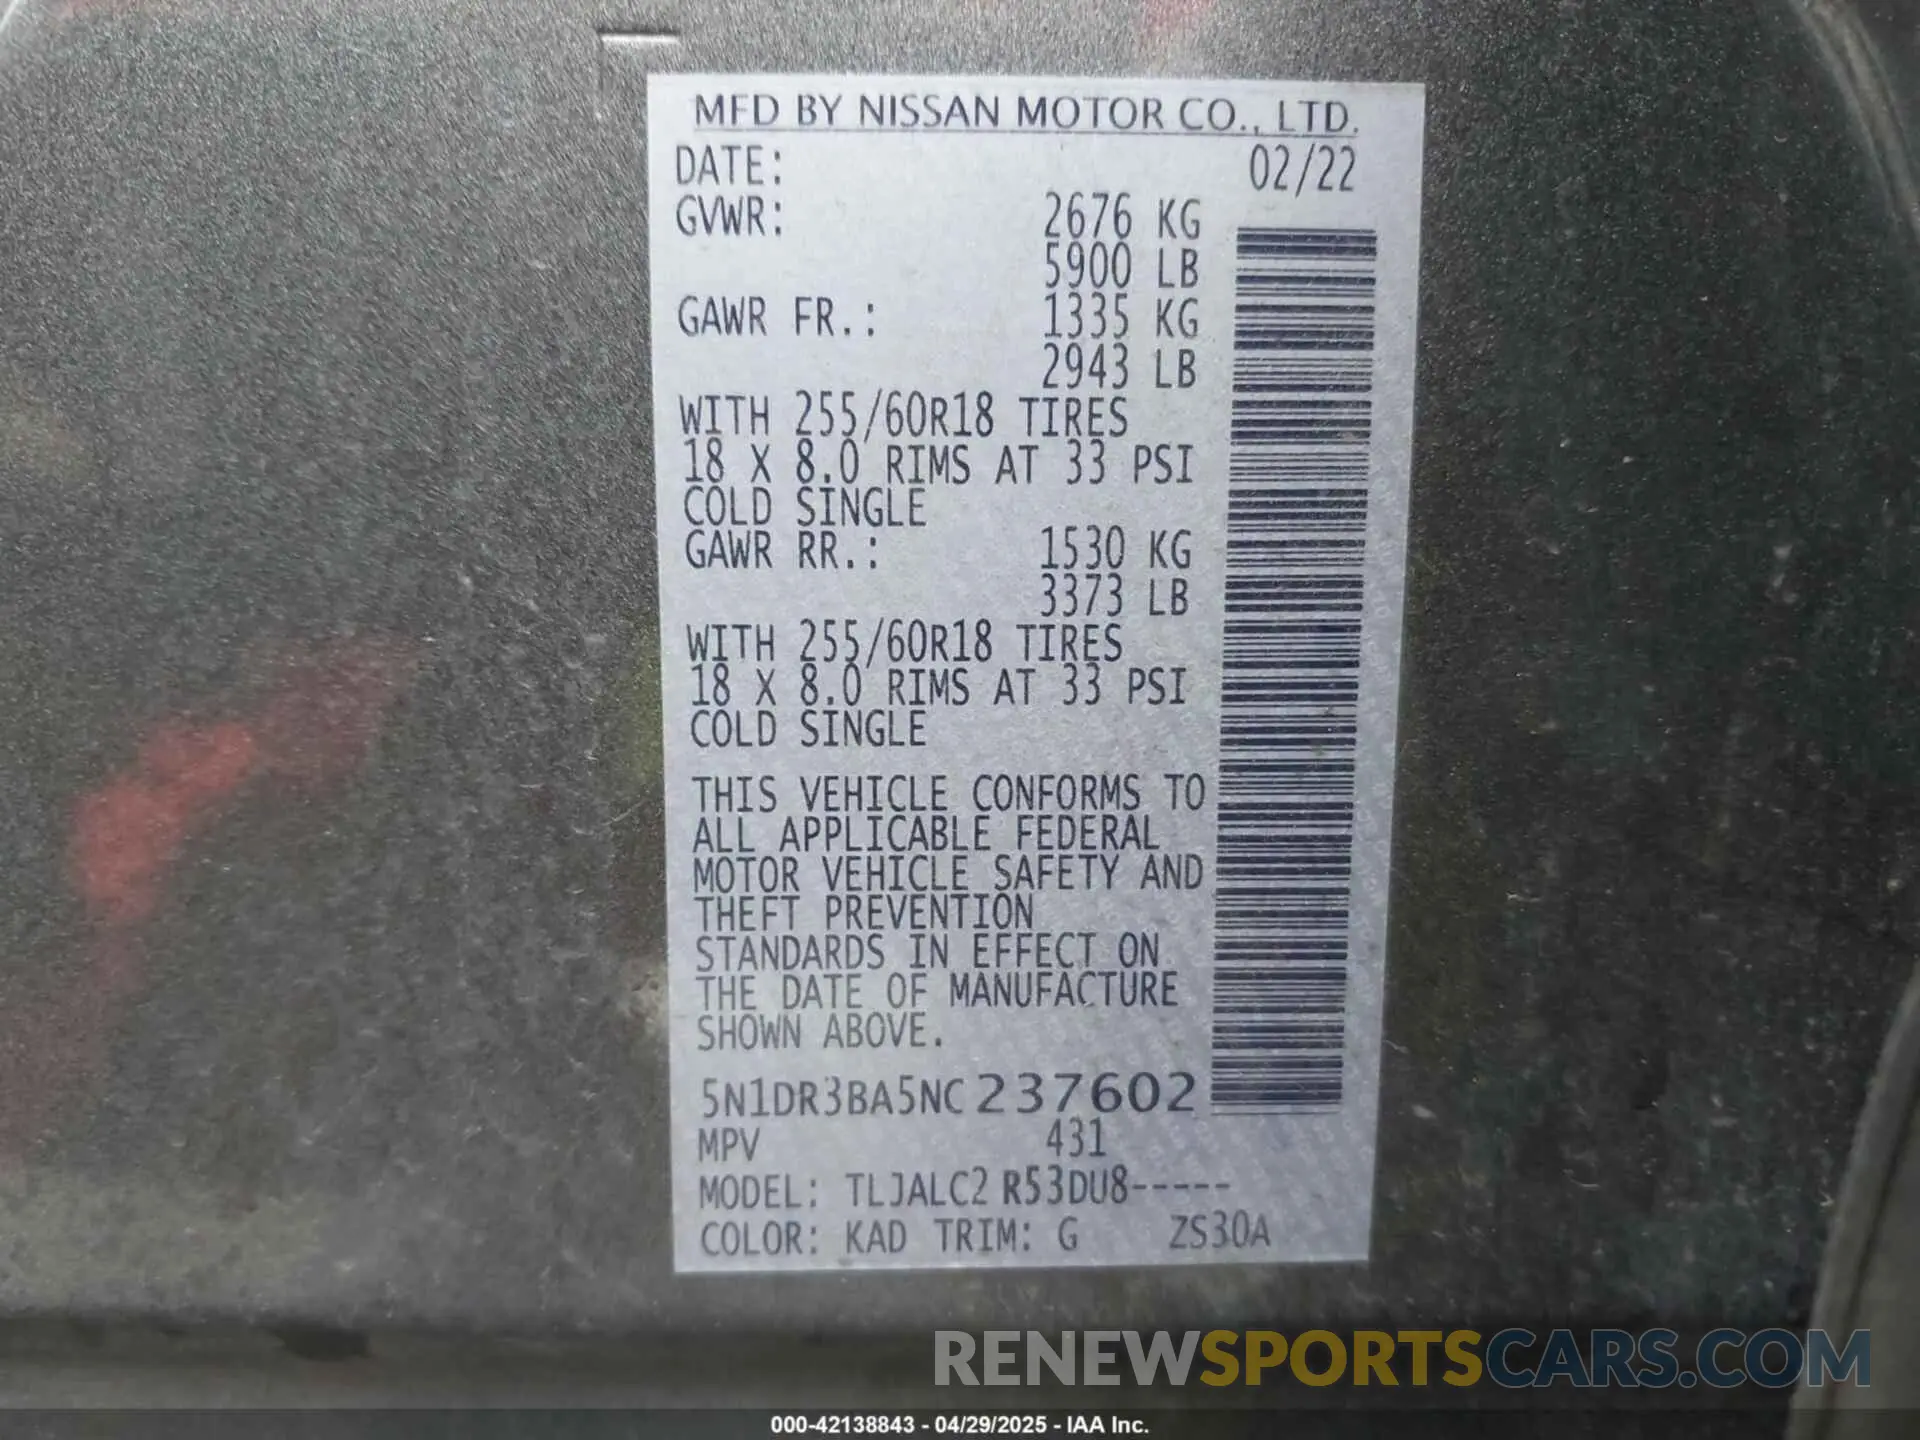 MFD BY NISSAN MOTOR CO., LTD.
DATE: 02/22
GVWR: 2676 KG
5900 LB
GAWR FR.: 1335 KG
2943 LB
WITH 255/60R18 TIRES
18 X 8.0 RIMS AT 33 PSI
COLD SINGLE
GAWR RR.: 1530 KG
3373 LB
WITH 255/60R18 TIRES
18 X 8.0 RIMS AT 33 PSI
COLD SINGLE
THIS VEHICLE CONFORMS TO
ALL APPLICABLE FEDERAL
MOTOR VEHICLE SAFETY AND
THEFT PREVENTION
STANDARDS IN EFFECT ON
THE DATE OF MANUFACTURE
SHOWN ABOVE.
5N1DR3BA5NC237602
MPV 431
MODEL: TLJALC2 R53DU8-----
COLOR: KAD TRIM: G ZS30A
RENEWSPORTSCARS.COM
000-42138843 - 04/29/2025 - IAA Inc.